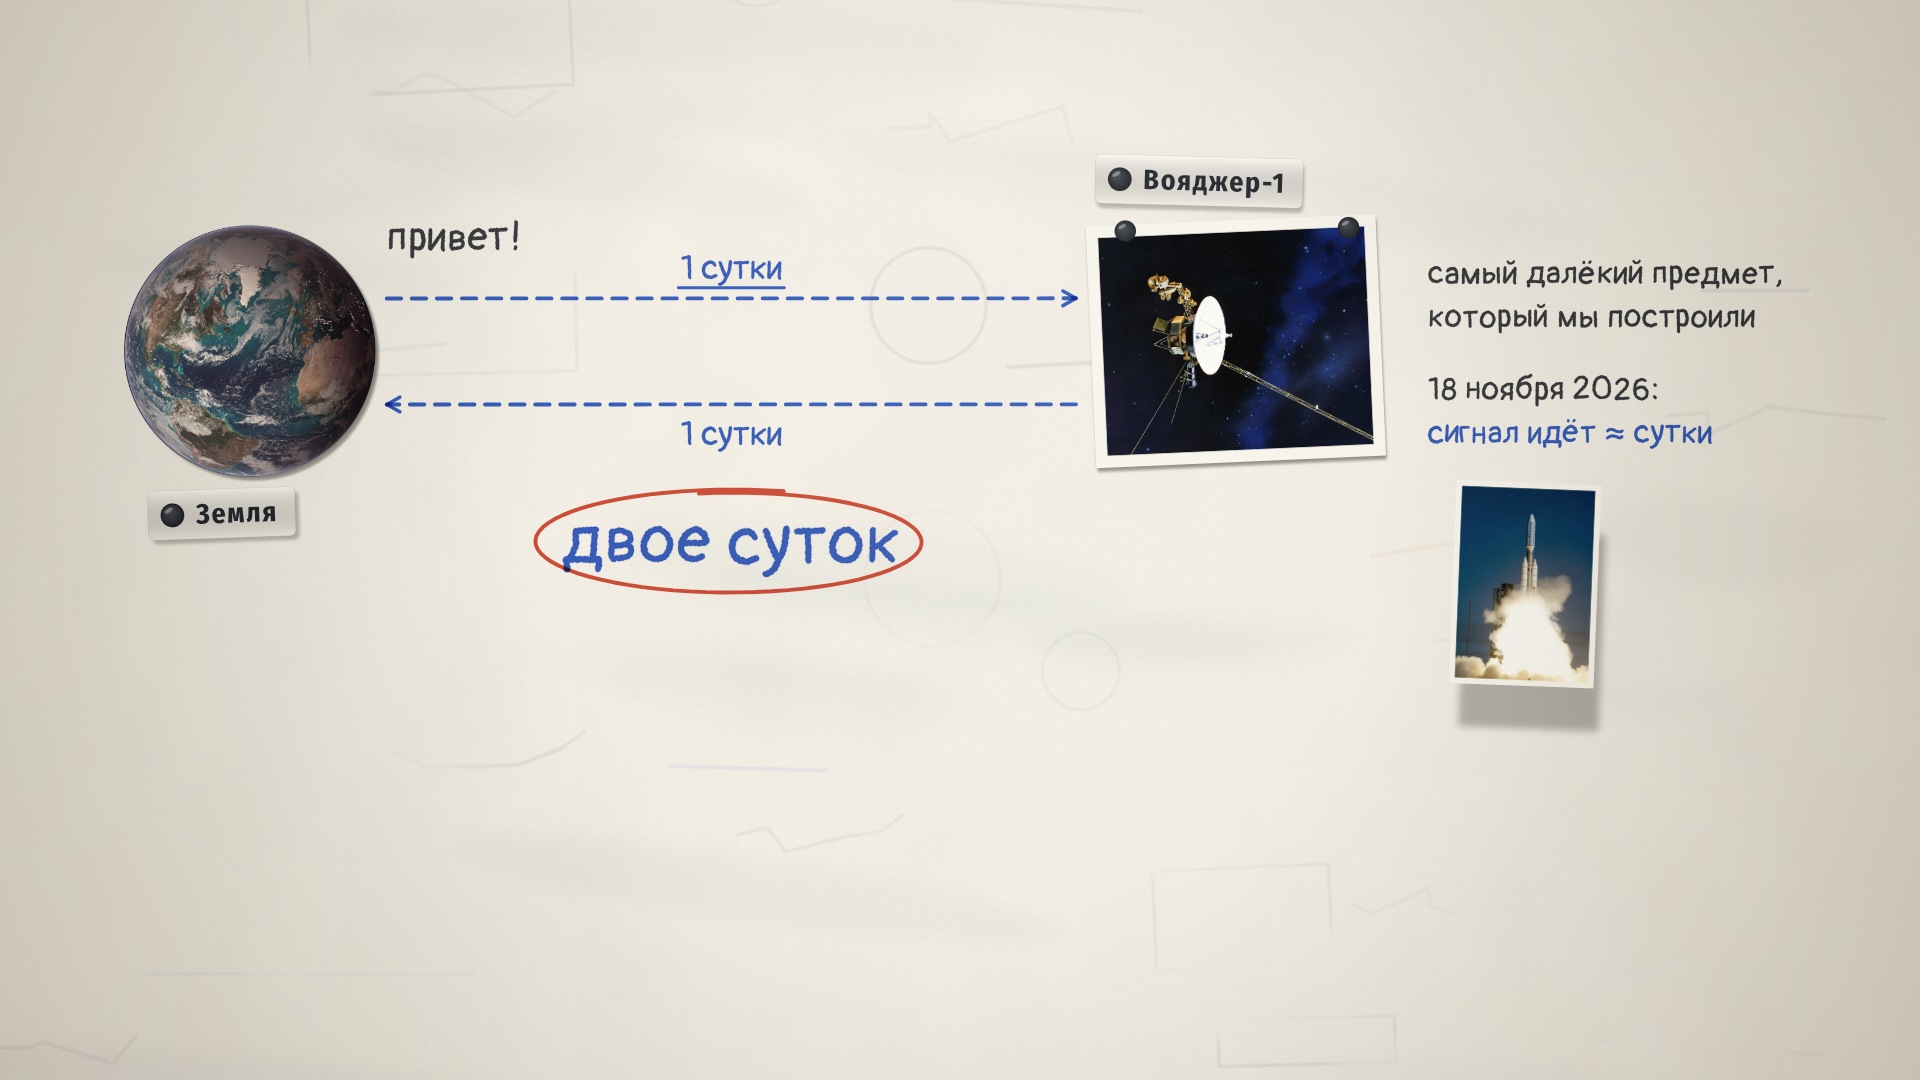 Вояджер-1
привет!
1 сутки
самый далёкий предмет,
который мы построили
18 ноября 2026:
сигнал идёт ≈ сутки
1 сутки
Земля
двое суток